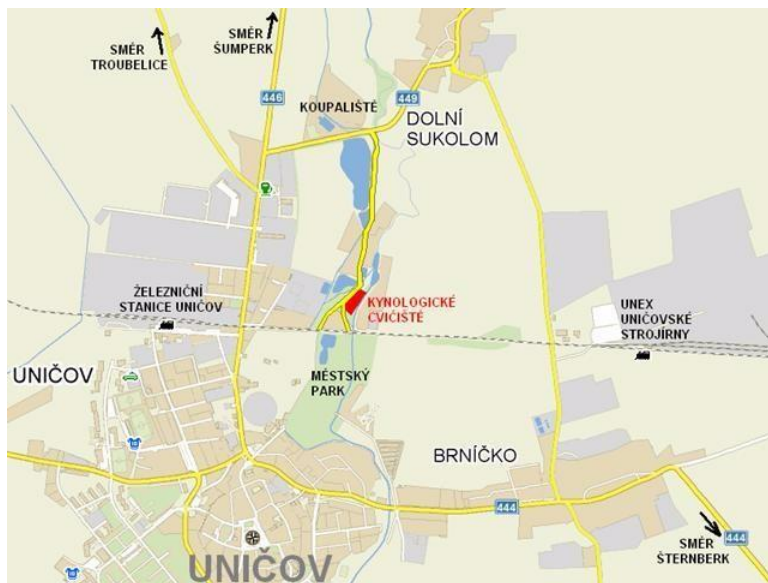 SMĚR
TROUBELICE
SMĚR
ŠUMPERK
446
KOUPALIŠTĚ
449
DOLNÍ
SUKOLOM
ŽELEZNIČNÍ
STANICE UNIČOV
KYNOLOGICKÉ
CVIČIŠTĚ
UNEX
UNIČOVSKÉ
STROJÍRNY
UNIČOV
MĚSTSKÝ
PARK
BRNÍČKO
444
444
SMĚR
ŠTERNBERK
UNIČOV